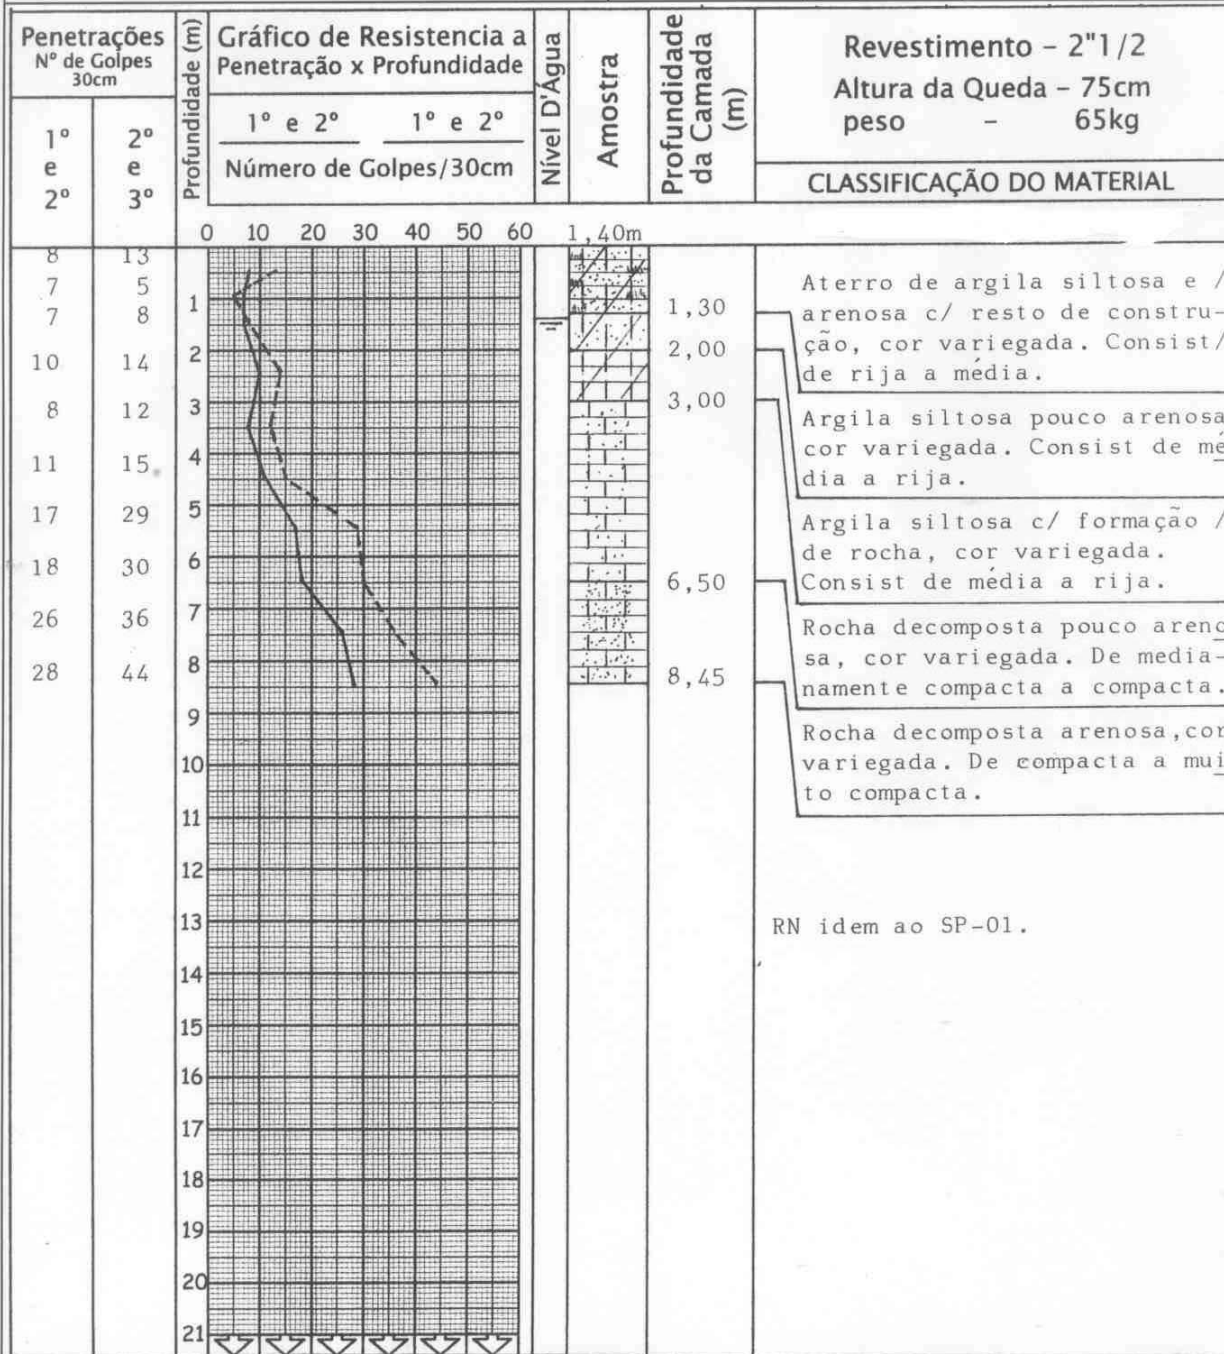 Penetrações
Nº de Golpes
30cm
1º
e
2º
2º
e
3º
Profundidade (m)
Gráfico de Resistencia a
Penetração x Profundidade
1º e 2º 1º e 2º
Número de Golpes/30cm
Nível D'Água
Amostra
Profundidade
da Camada
(m)
Revestimento - 2"1/2
Altura da Queda - 75cm
peso - 65kg
CLASSIFICAÇÃO DO MATERIAL
0 10 20 30 40 50 60
1,40m
8 13
7 5
7 8
10 14
8 12
11 15
17 29
18 30
26 36
28 44
1
2
3
4
5
6
7
8
9
10
11
12
13
14
15
16
17
18
19
20
21
1,30
2,00
3,00
6,50
8,45
Aterro de argila siltosa e /
arenosa c/ resto de constru-
ção, cor variegada. Consist/
de rija a média.
Argila siltosa pouco arenosa
cor variegada. Consist de mé
dia a rija.
Argila siltosa c/ formação /
de rocha, cor variegada.
Consist de média a rija.
Rocha decomposta pouco areno
sa, cor variegada. De media-
namente compacta a compacta.
Rocha decomposta arenosa,cor
variegada. De compacta a mui
to compacta.
RN idem ao SP-01.